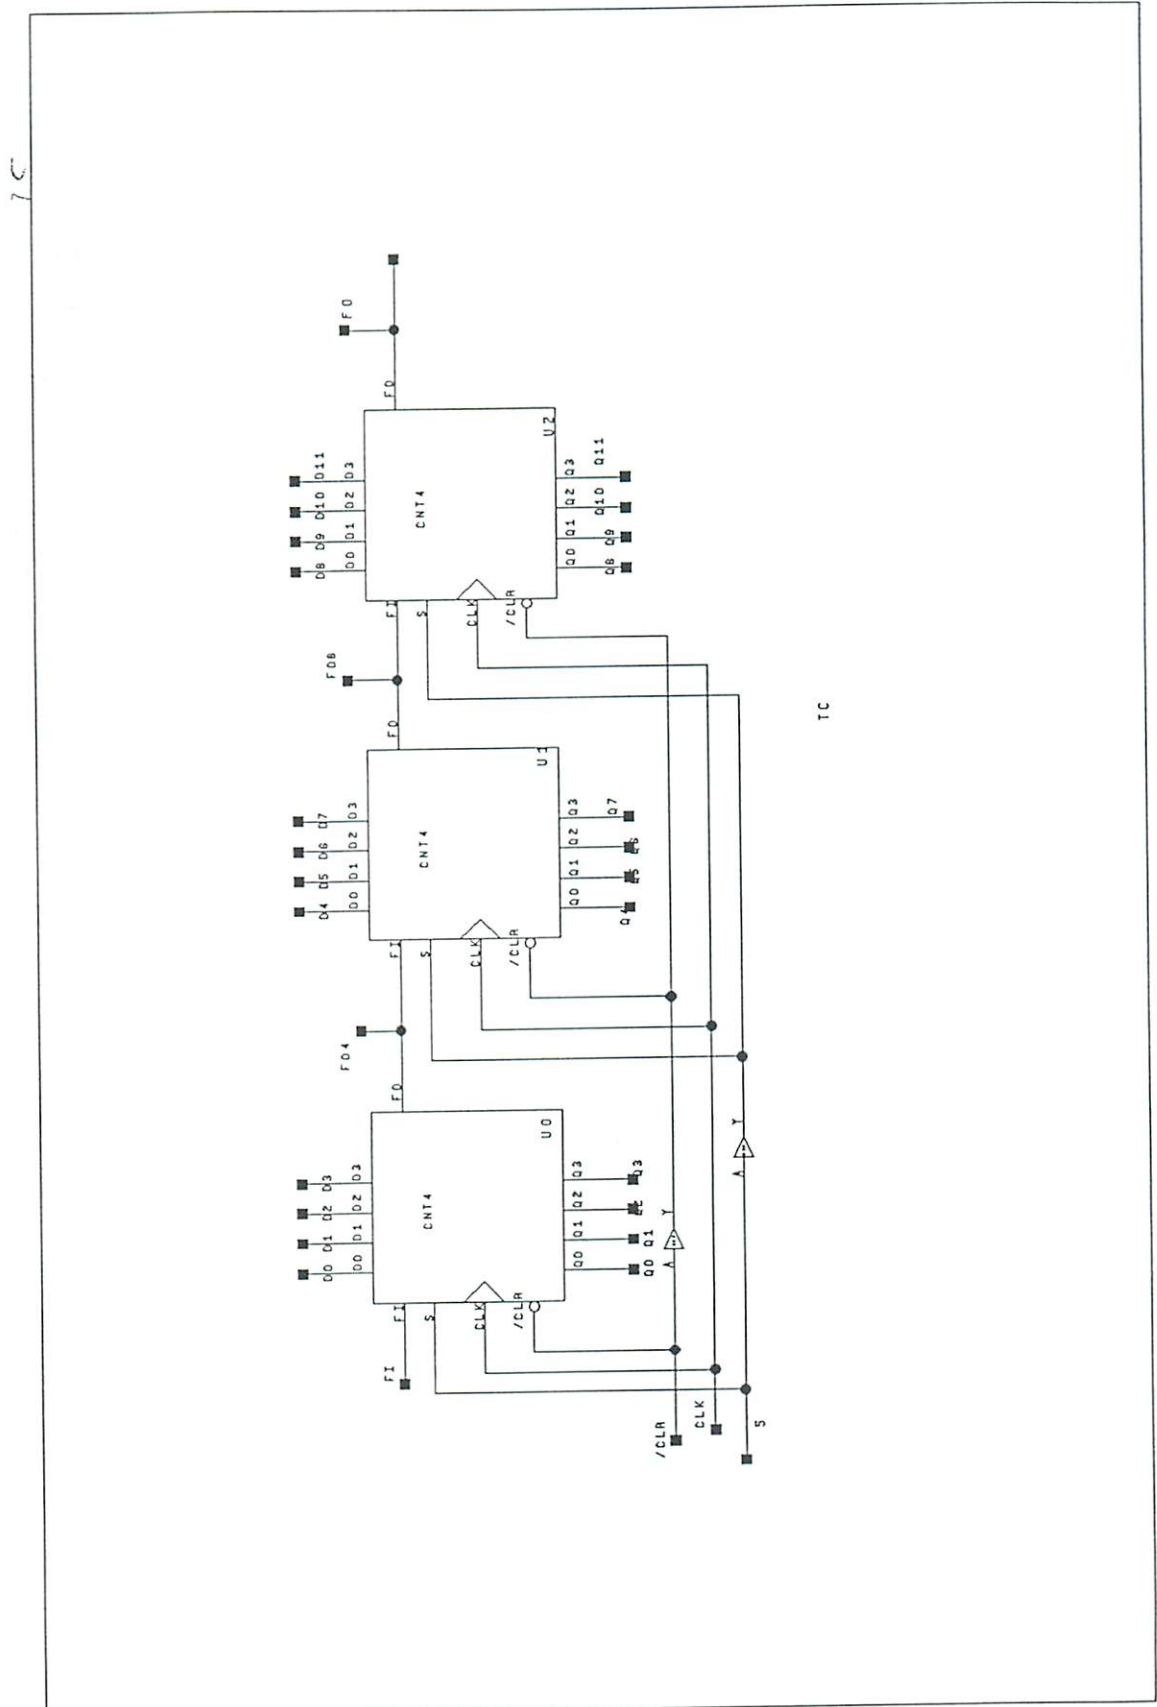 D0 D1 D2 D3 D4 D5 D6 D7 D8 D9 D10 D11
D0 D1 D2 D3 D0 D1 D2 D3 D0 D1 D2 D3
FI FI FO FO4 FI FO FO8 FI FO FO
S CNT4 S CNT4 S CNT4
CLK CLK CLK
/CLR U0 /CLR U1 /CLR U2
Q0 Q1 Q2 Q3 Q0 Q1 Q2 Q3 Q0 Q1 Q2 Q3
Q0 Q1 Q3 Q4 Q7 Q8 Q9 Q10 Q11
/CLR A Y
CLK
S A Y
TC